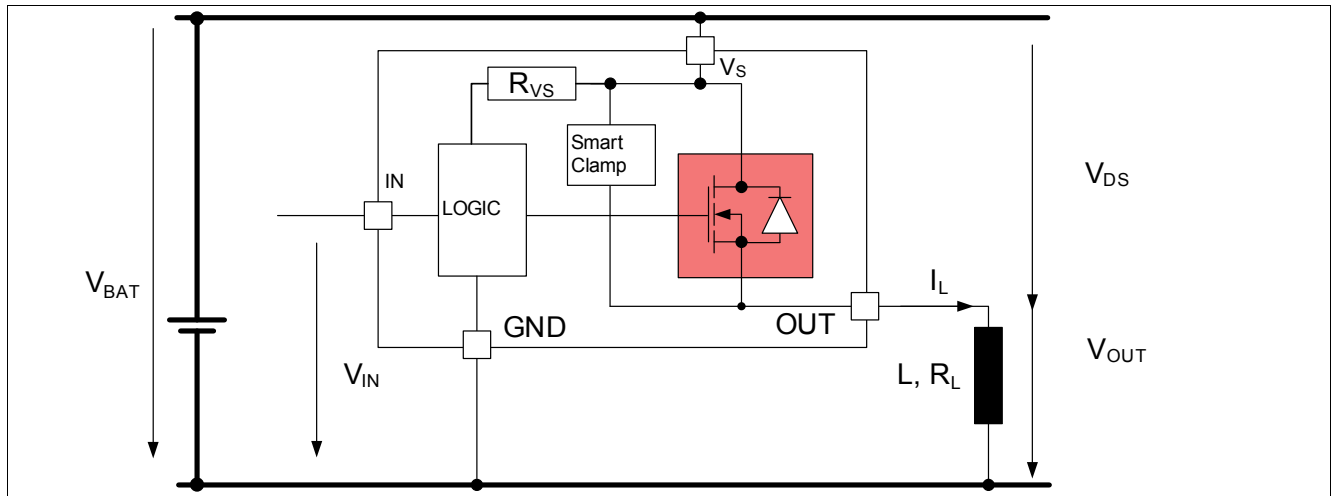 VS
RVS
Smart
Clamp
IN
LOGIC
VDS
VBAT
GND
OUT
IL
VIN
L, RL
VOUT